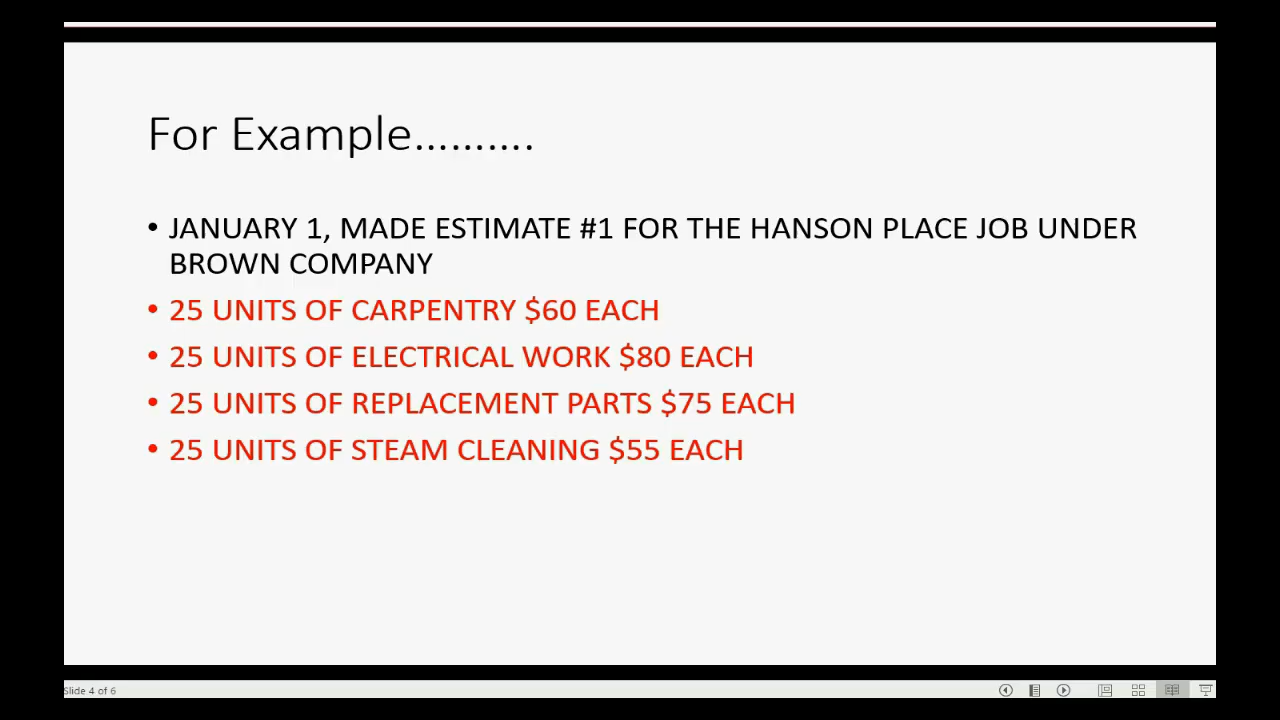 For Example..........
• JANUARY 1, MADE ESTIMATE #1 FOR THE HANSON PLACE JOB UNDER
BROWN COMPANY
• 25 UNITS OF CARPENTRY $60 EACH
• 25 UNITS OF ELECTRICAL WORK $80 EACH
• 25 UNITS OF REPLACEMENT PARTS $75 EACH
• 25 UNITS OF STEAM CLEANING $55 EACH
Slide 4 of 6